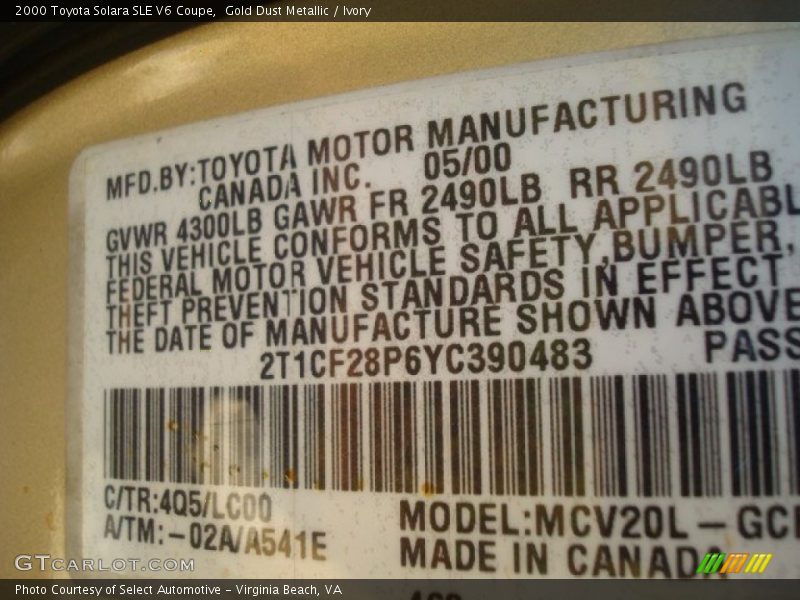 2000 Toyota Solara SLE V6 Coupe,  Gold Dust Metallic / Ivory
MFD.BY:TOYOTA MOTOR MANUFACTURING
CANADA INC. 05/00
GVWR 4300LB GAWR FR 2490LB RR 2490LB
THIS VEHICLE CONFORMS TO ALL APPLICABL
FEDERAL MOTOR VEHICLE SAFETY,BUMPER,
THEFT PREVENTION STANDARDS IN EFFECT
THE DATE OF MANUFACTURE SHOWN ABOVE
2T1CF28P6YC390483 PASS
C/TR:4Q5/LC00
A/TM:-02A/A541E
MODEL:MCV20L-GC
MADE IN CANADA
GTcarlot.com
Photo Courtesy of Select Automotive - Virginia Beach, VA